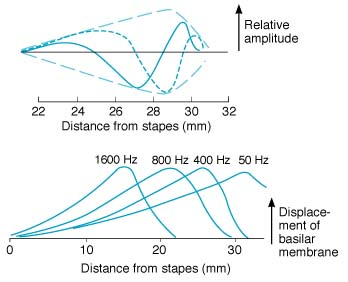 Relative
amplitude
22 24 26 28 30 32
Distance from stapes (mm)
1600 Hz 800 Hz 400 Hz 50 Hz
Displace-
ment of
basilar
membrane
0 10 20 30
Distance from stapes (mm)